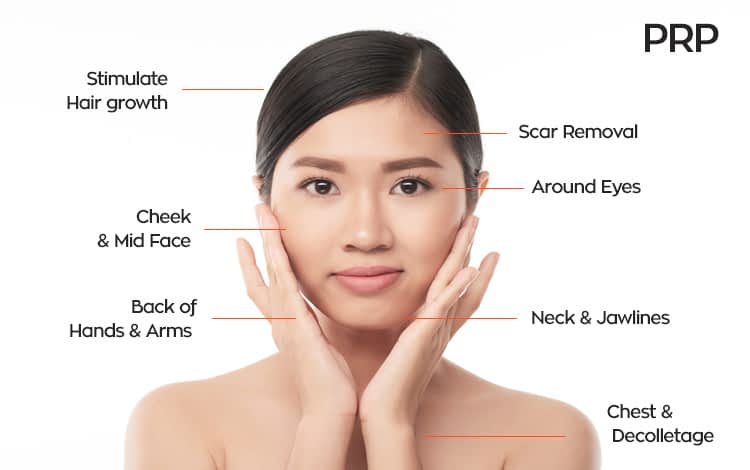 PRP
Stimulate
Hair growth
Scar Removal
Around Eyes
Cheek
& Mid Face
Back of
Hands & Arms
Neck & Jawlines
Chest &
Decolletage